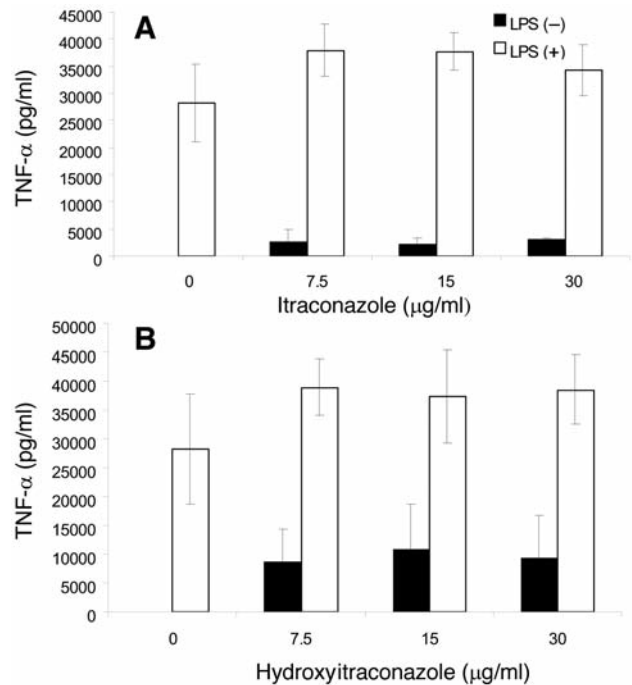 A
LPS (−)
LPS (+)
TNF-α (pg/ml)
45000
40000
35000
30000
25000
20000
15000
10000
5000
0
0 7.5 15 30
Itraconazole (μg/ml)
B
TNF-α (pg/ml)
50000
45000
40000
35000
30000
25000
20000
15000
10000
5000
0
0 7.5 15 30
Hydroxyitraconazole (μg/ml)